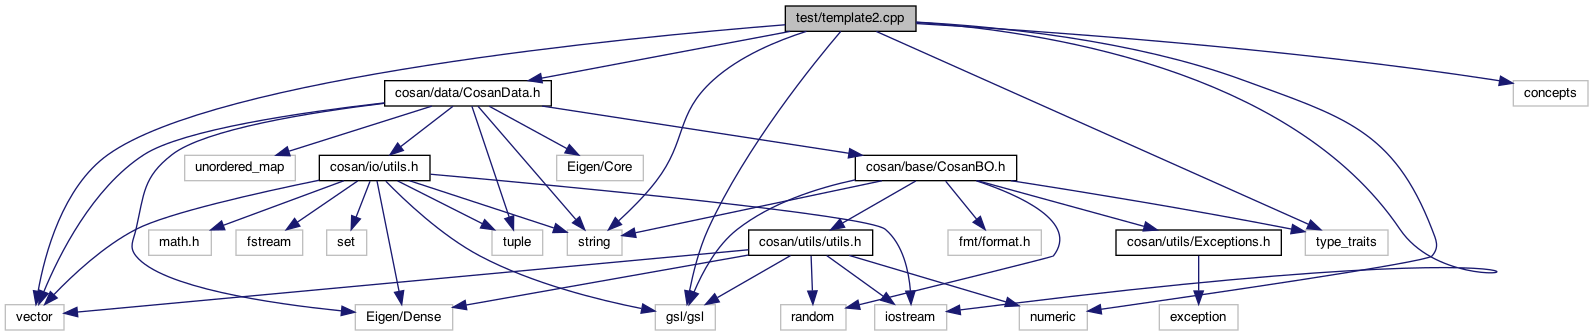 test/template2.cpp
cosan/data/CosanData.h
concepts
unordered_map
cosan/io/utils.h
Eigen/Core
cosan/base/CosanBO.h
math.h
fstream
set
tuple
string
cosan/utils/utils.h
fmt/format.h
cosan/utils/Exceptions.h
type_traits
vector
Eigen/Dense
gsl/gsl
random
iostream
numeric
exception